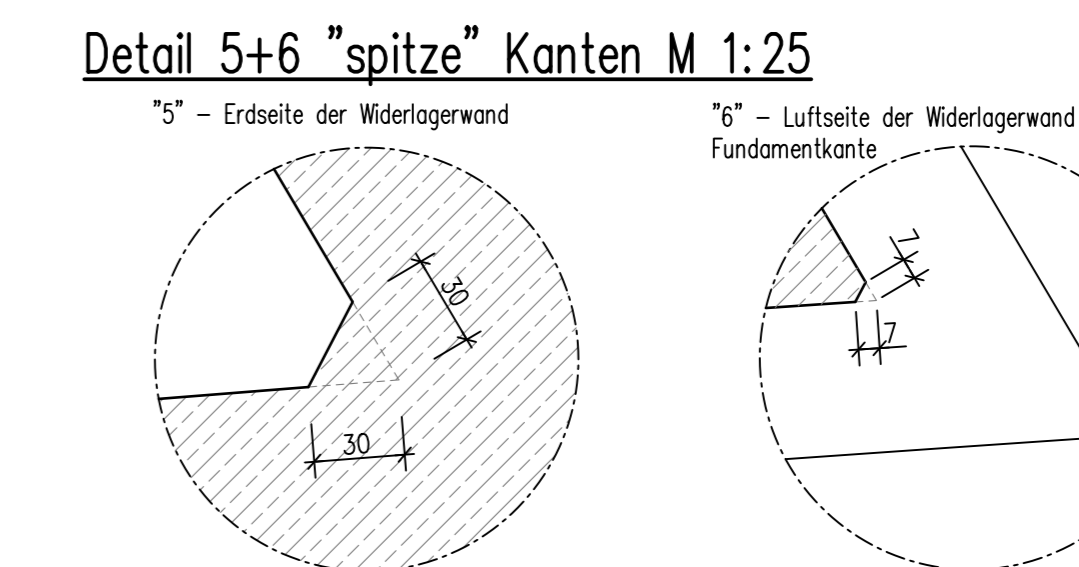 Detail 5+6 "spitze" Kanten M 1:25
"5" – Erdseite der Widerlagerwand
"6" – Luftseite der Widerlagerwand
Fundamentkante
30
30
7
7